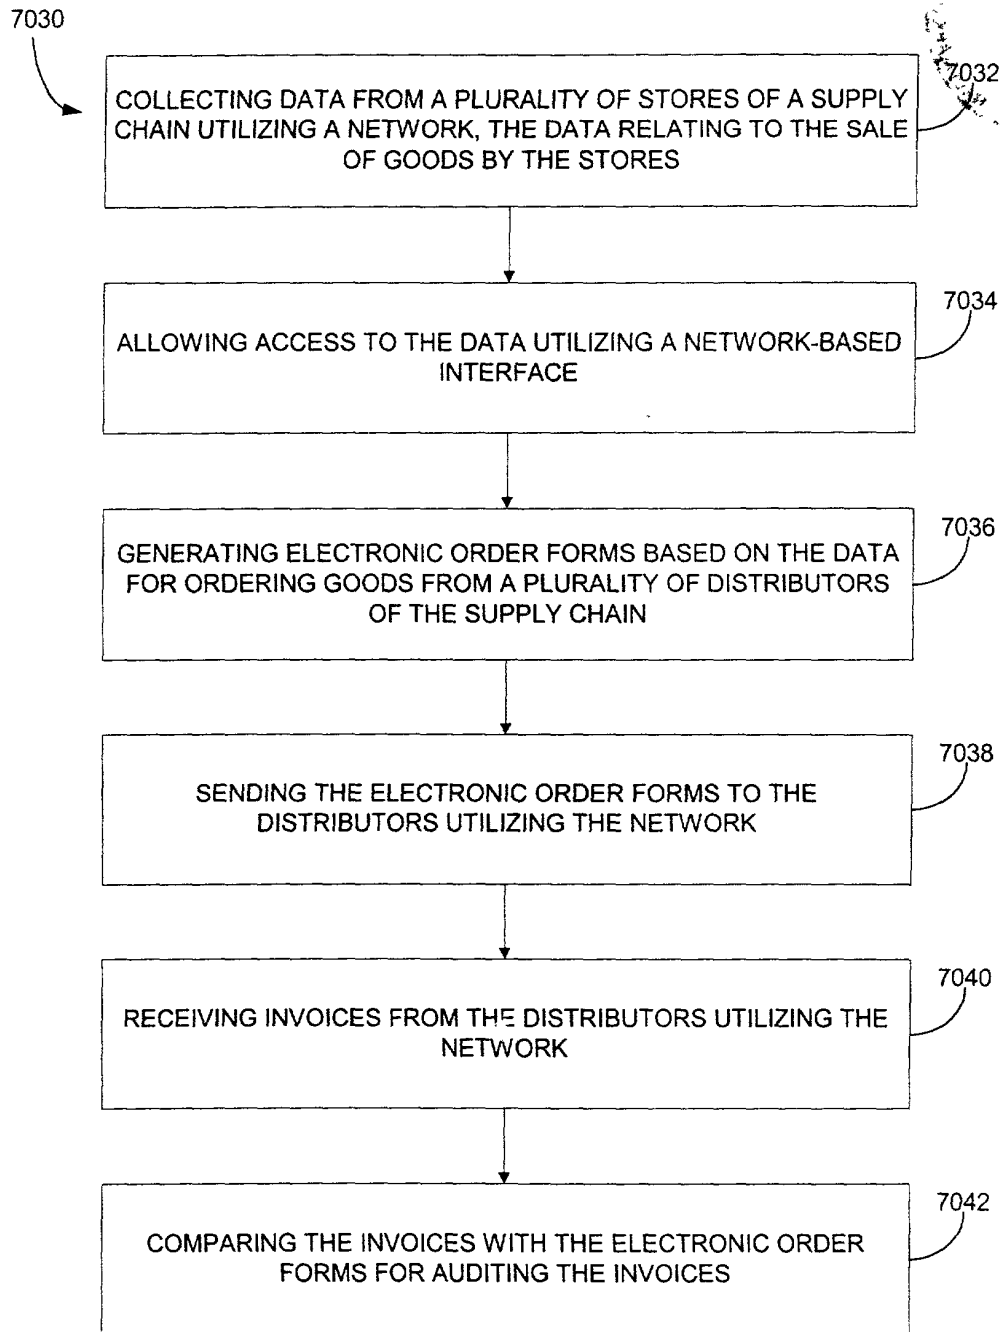 7030
7032
COLLECTING DATA FROM A PLURALITY OF STORES OF A SUPPLY
CHAIN UTILIZING A NETWORK, THE DATA RELATING TO THE SALE
OF GOODS BY THE STORES
7034
ALLOWING ACCESS TO THE DATA UTILIZING A NETWORK-BASED
INTERFACE
7036
GENERATING ELECTRONIC ORDER FORMS BASED ON THE DATA
FOR ORDERING GOODS FROM A PLURALITY OF DISTRIBUTORS
OF THE SUPPLY CHAIN
7038
SENDING THE ELECTRONIC ORDER FORMS TO THE
DISTRIBUTORS UTILIZING THE NETWORK
7040
RECEIVING INVOICES FROM THE DISTRIBUTORS UTILIZING THE
NETWORK
7042
COMPARING THE INVOICES WITH THE ELECTRONIC ORDER
FORMS FOR AUDITING THE INVOICES